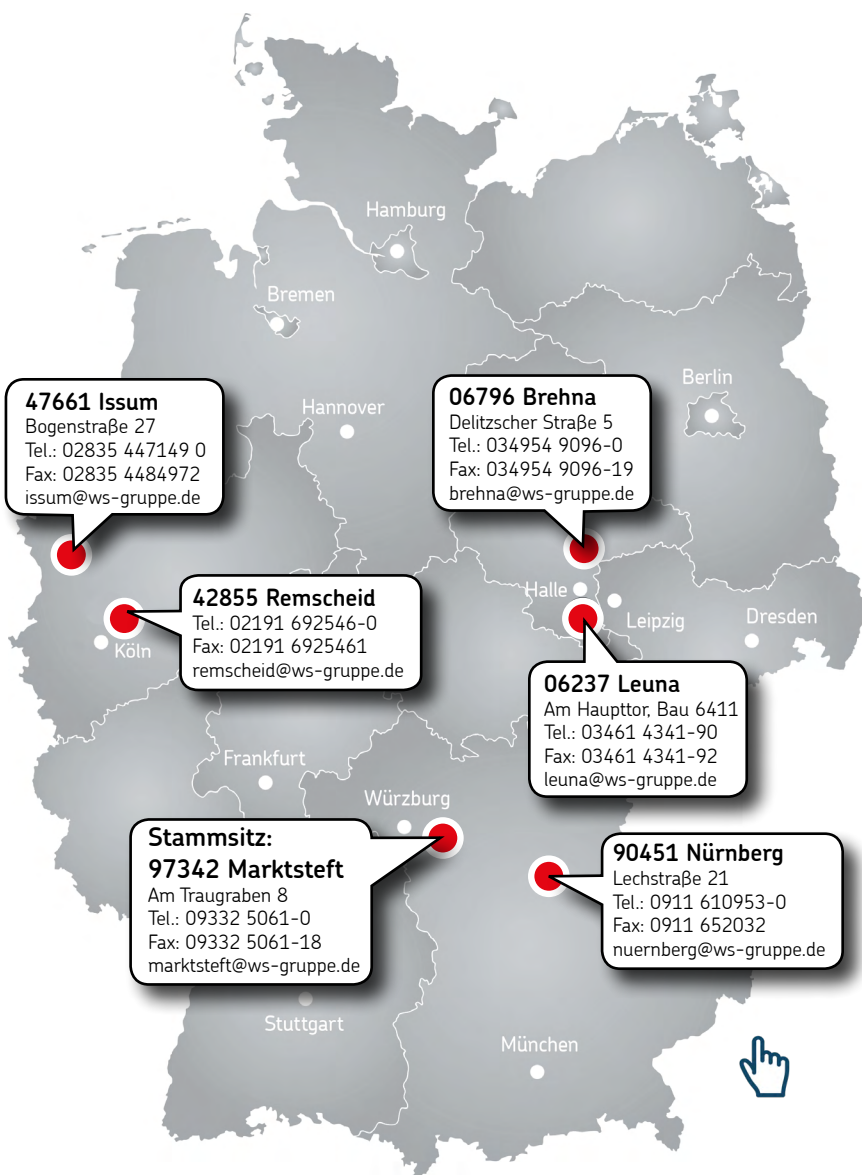 Hamburg
Bremen
Berlin
Hannover
47661 Issum
Bogenstraße 27
Tel.: 02835 447149 0
Fax: 02835 4484972
issum@ws-gruppe.de
06796 Brehna
Delitzscher Straße 5
Tel.: 034954 9096-0
Fax: 034954 9096-19
brehna@ws-gruppe.de
42855 Remscheid
Tel.: 02191 692546-0
Fax: 02191 6925461
remscheid@ws-gruppe.de
Köln
Halle
Leipzig
Dresden
06237 Leuna
Am Haupttor, Bau 6411
Tel.: 03461 4341-90
Fax: 03461 4341-92
leuna@ws-gruppe.de
Frankfurt
Würzburg
Stammsitz:
97342 Marktsteft
Am Traugraben 8
Tel.: 09332 5061-0
Fax: 09332 5061-18
marktsteft@ws-gruppe.de
90451 Nürnberg
Lechstraße 21
Tel.: 0911 610953-0
Fax: 0911 652032
nuernberg@ws-gruppe.de
Stuttgart
München